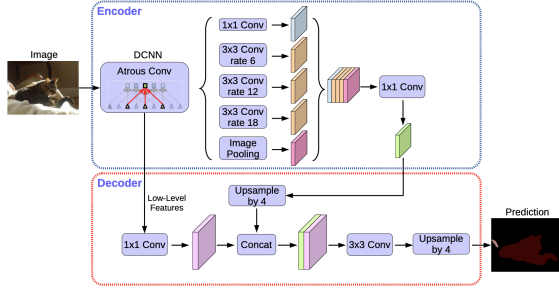 Encoder
Image
DCNN
Atrous Conv
1x1 Conv
3x3 Conv
rate 6
3x3 Conv
rate 12
3x3 Conv
rate 18
Image
Pooling
1x1 Conv
Decoder
Low-Level
Features
Upsample
by 4
1x1 Conv
Concat
3x3 Conv
Upsample
by 4
Prediction